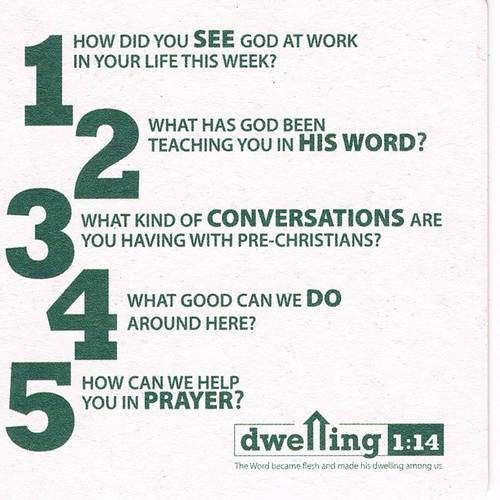 1
HOW DID YOU SEE GOD AT WORK
IN YOUR LIFE THIS WEEK?
2
WHAT HAS GOD BEEN
TEACHING YOU IN HIS WORD?
3
WHAT KIND OF CONVERSATIONS ARE
YOU HAVING WITH PRE-CHRISTIANS?
4
WHAT GOOD CAN WE DO
AROUND HERE?
5
HOW CAN WE HELP
YOU IN PRAYER?
dwelling 1:14
The Word became flesh and made his dwelling among us.